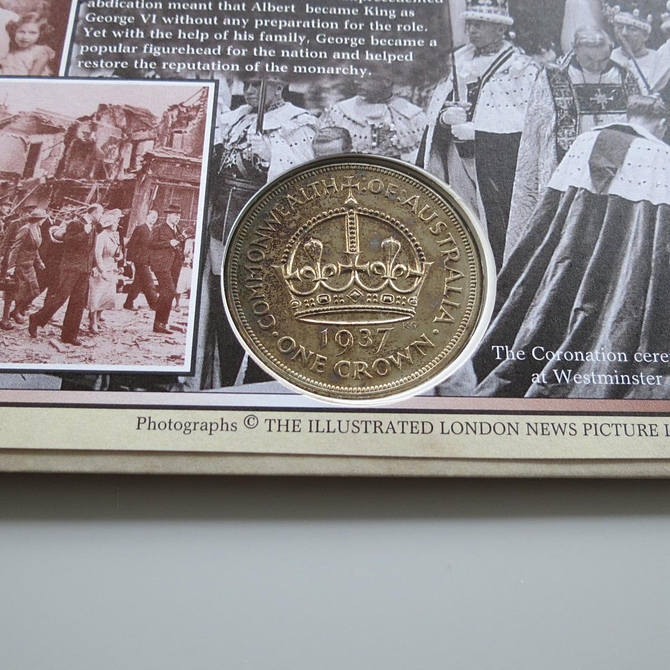 abdication meant that Albert became King as
George VI without any preparation for the role.
Yet with the help of his family, George became a
popular figurehead for the nation and helped
restore the reputation of the monarchy.
COMMONWEALTH OF AUSTRALIA
1937
ONE CROWN
The Coronation
at Westminster
Photographs © THE ILLUSTRATED LONDON NEWS PICTURE